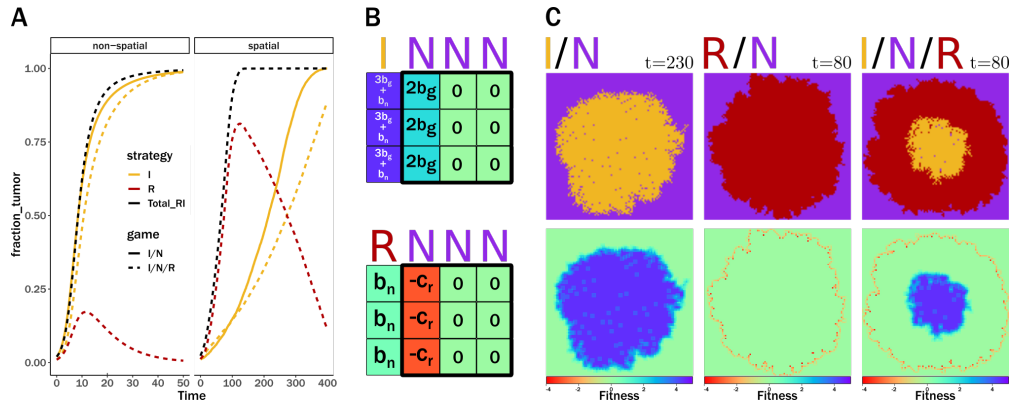 A
non−spatial
spatial
fraction_tumor
1.00
0.75
0.50
0.25
0.00
strategy
I
R
Total_RI
game
I/N
I/N/R
0 10 20 30 40 50
0 100 200 300 400
Time
B
I N N N
3bg + bn 2bg 0 0
3bg + bn 2bg 0 0
3bg + bn 2bg 0 0
R N N N
bn -cr 0 0
bn -cr 0 0
bn -cr 0 0
C
I/N t=230
R/N t=80
I/N/R t=80
-4 -2 0 2 4
Fitness
-4 -2 0 2 4
Fitness
-4 -2 0 2 4
Fitness